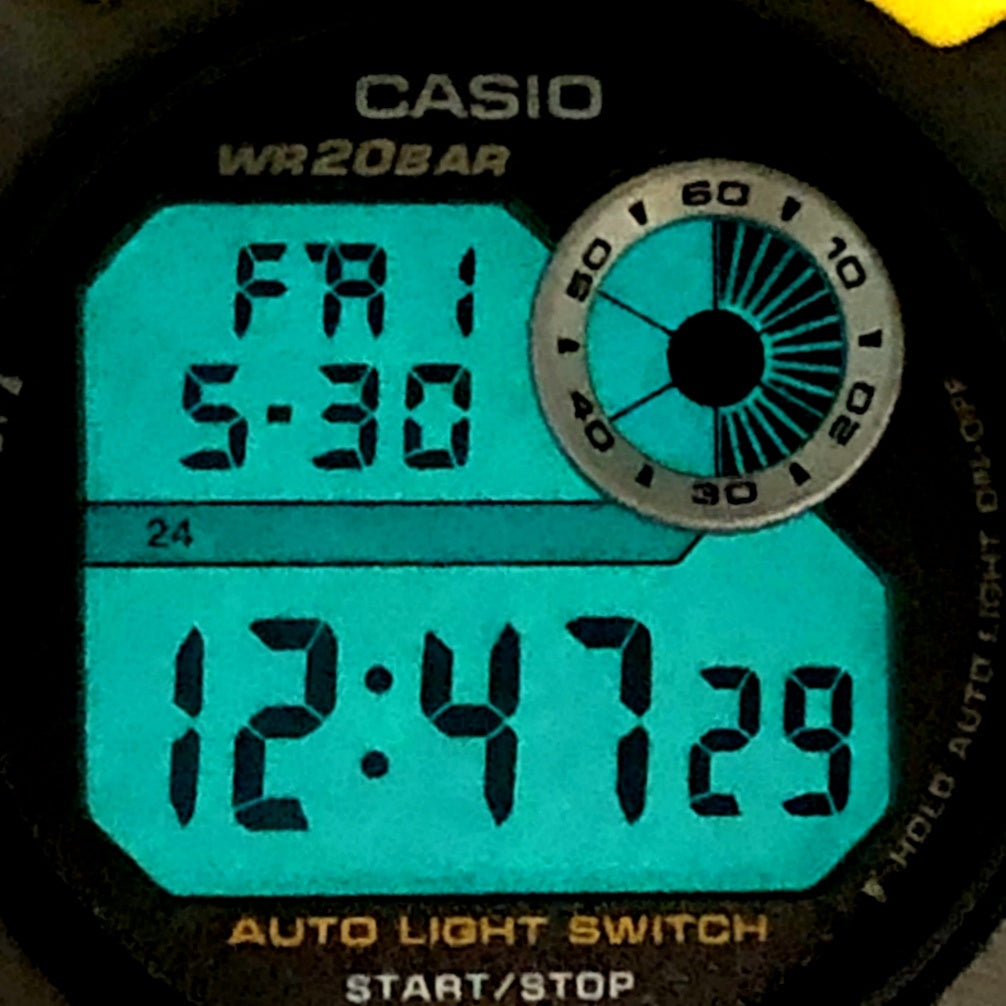 CASIO
WR20BAR
60
10
20
30
40
50
FRI
5-30
24
12:47 29
HOLD AUTO LIGHT ON-OFF
AUTO LIGHT SWITCH
START/STOP